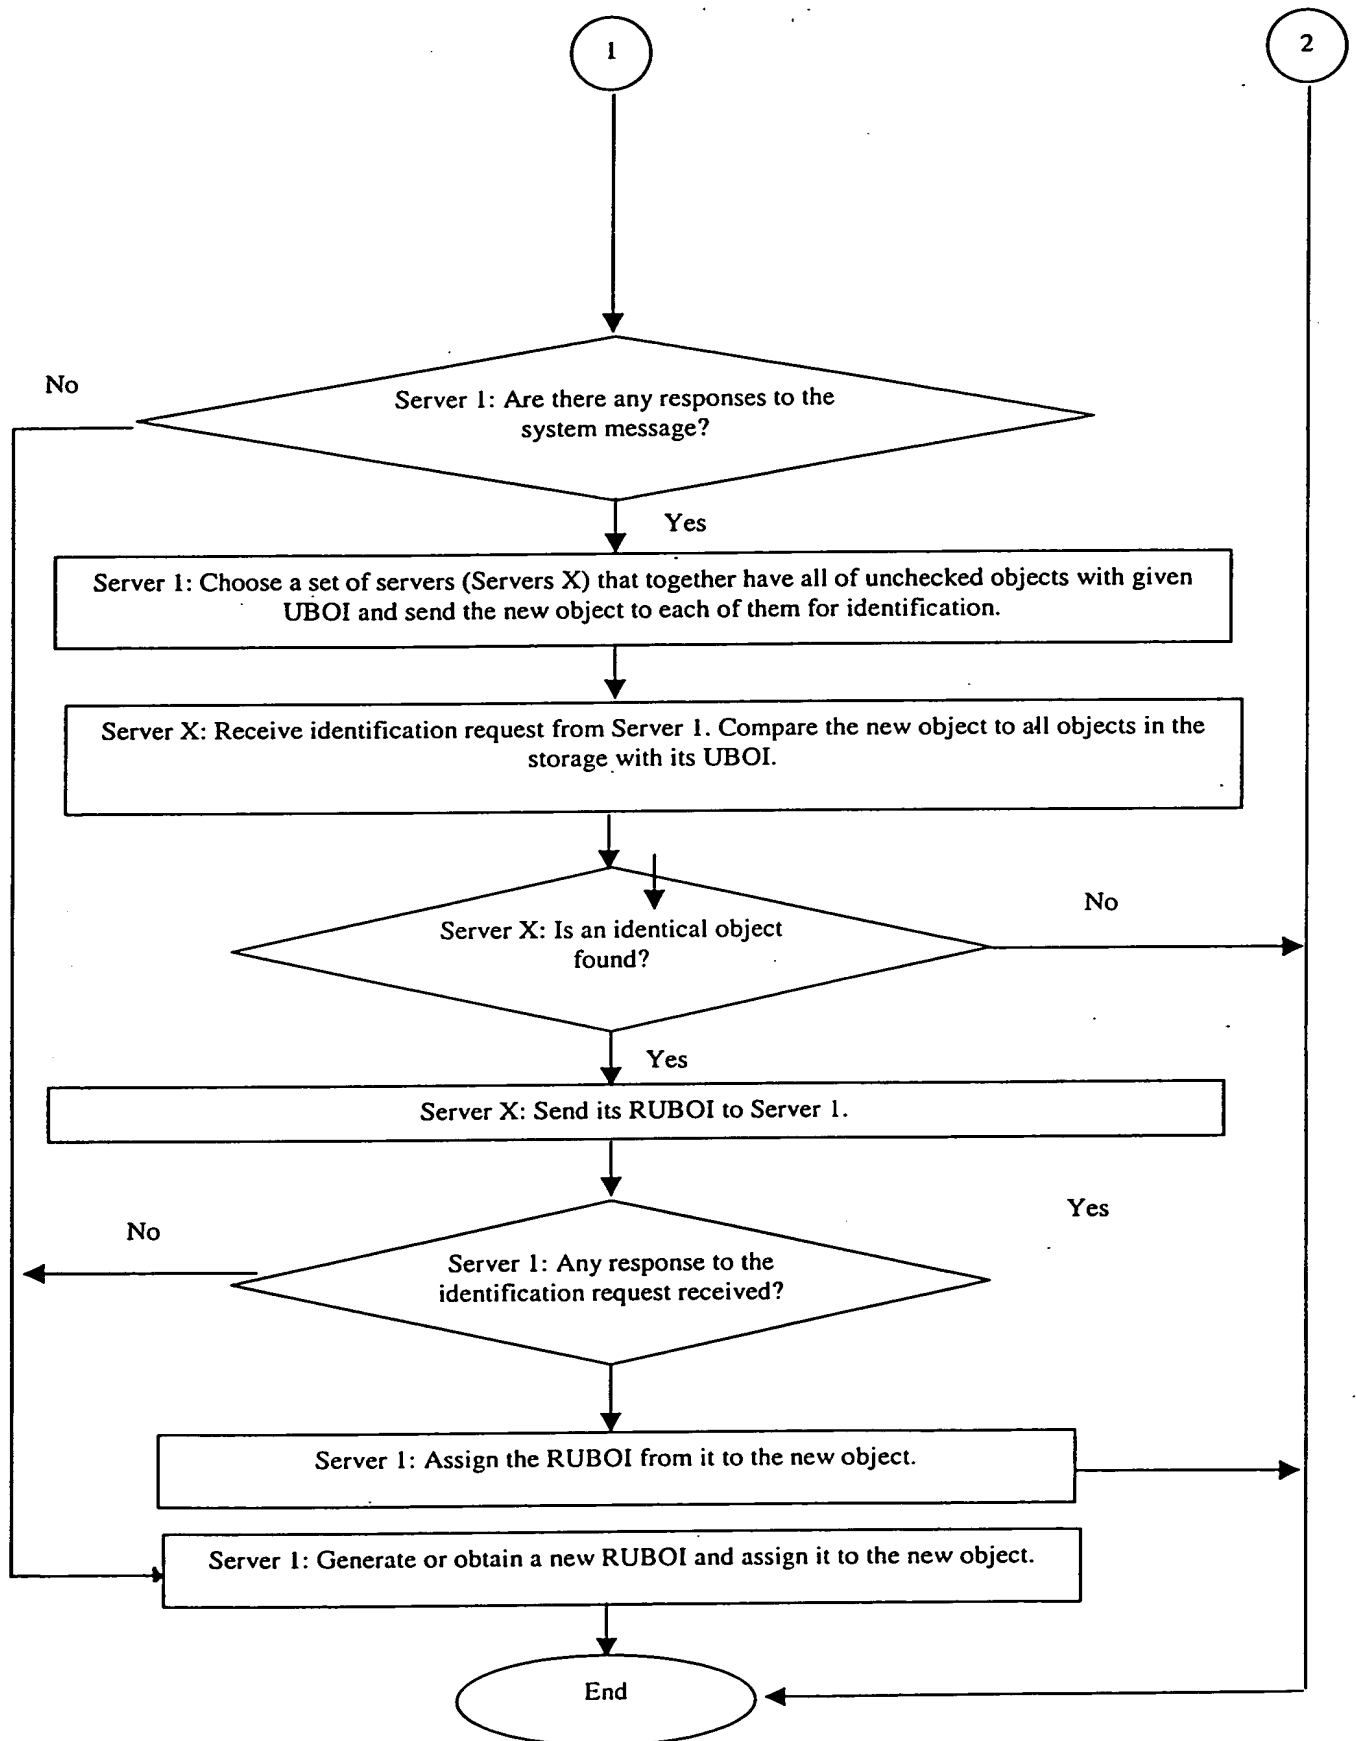 1
2
No
Server 1: Are there any responses to the
system message?
Yes
Server 1: Choose a set of servers (Servers X) that together have all of unchecked objects with given
UBOI and send the new object to each of them for identification.
Server X: Receive identification request from Server 1. Compare the new object to all objects in the
storage with its UBOI.
No
Server X: Is an identical object
found?
Yes
Server X: Send its RUBOI to Server 1.
Yes
No
Server 1: Any response to the
identification request received?
Server 1: Assign the RUBOI from it to the new object.
Server 1: Generate or obtain a new RUBOI and assign it to the new object.
End